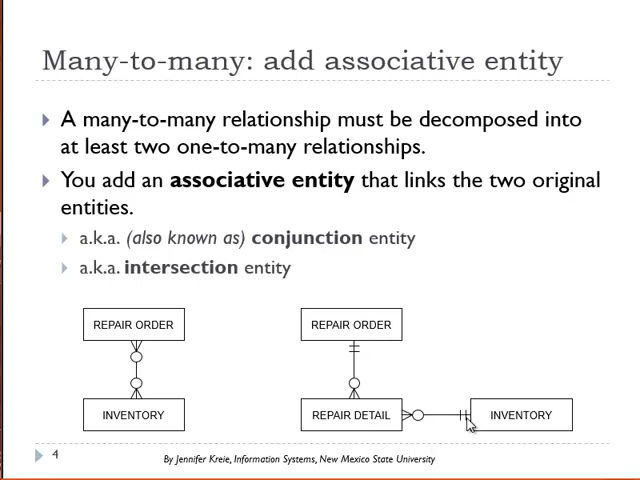 Many-to-many: add associative entity
A many-to-many relationship must be decomposed into
at least two one-to-many relationships.
You add an associative entity that links the two original
entities.
a.k.a. (also known as) conjunction entity
a.k.a. intersection entity
REPAIR ORDER
INVENTORY
REPAIR ORDER
REPAIR DETAIL
INVENTORY
4
By Jennifer Kreie, Information Systems, New Mexico State University